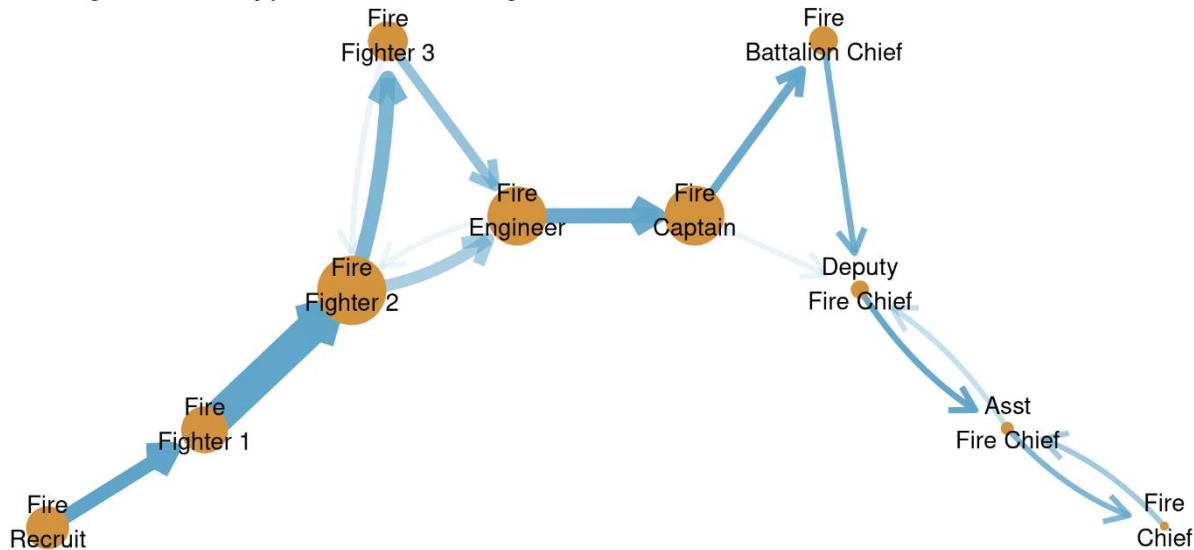 Fire
Fighter 3
Fire
Battalion Chief
Fire
Engineer
Fire
Captain
Fire
Fighter 2
Deputy
Fire Chief
Fire
Fighter 1
Asst
Fire Chief
Fire
Recruit
Fire
Chief